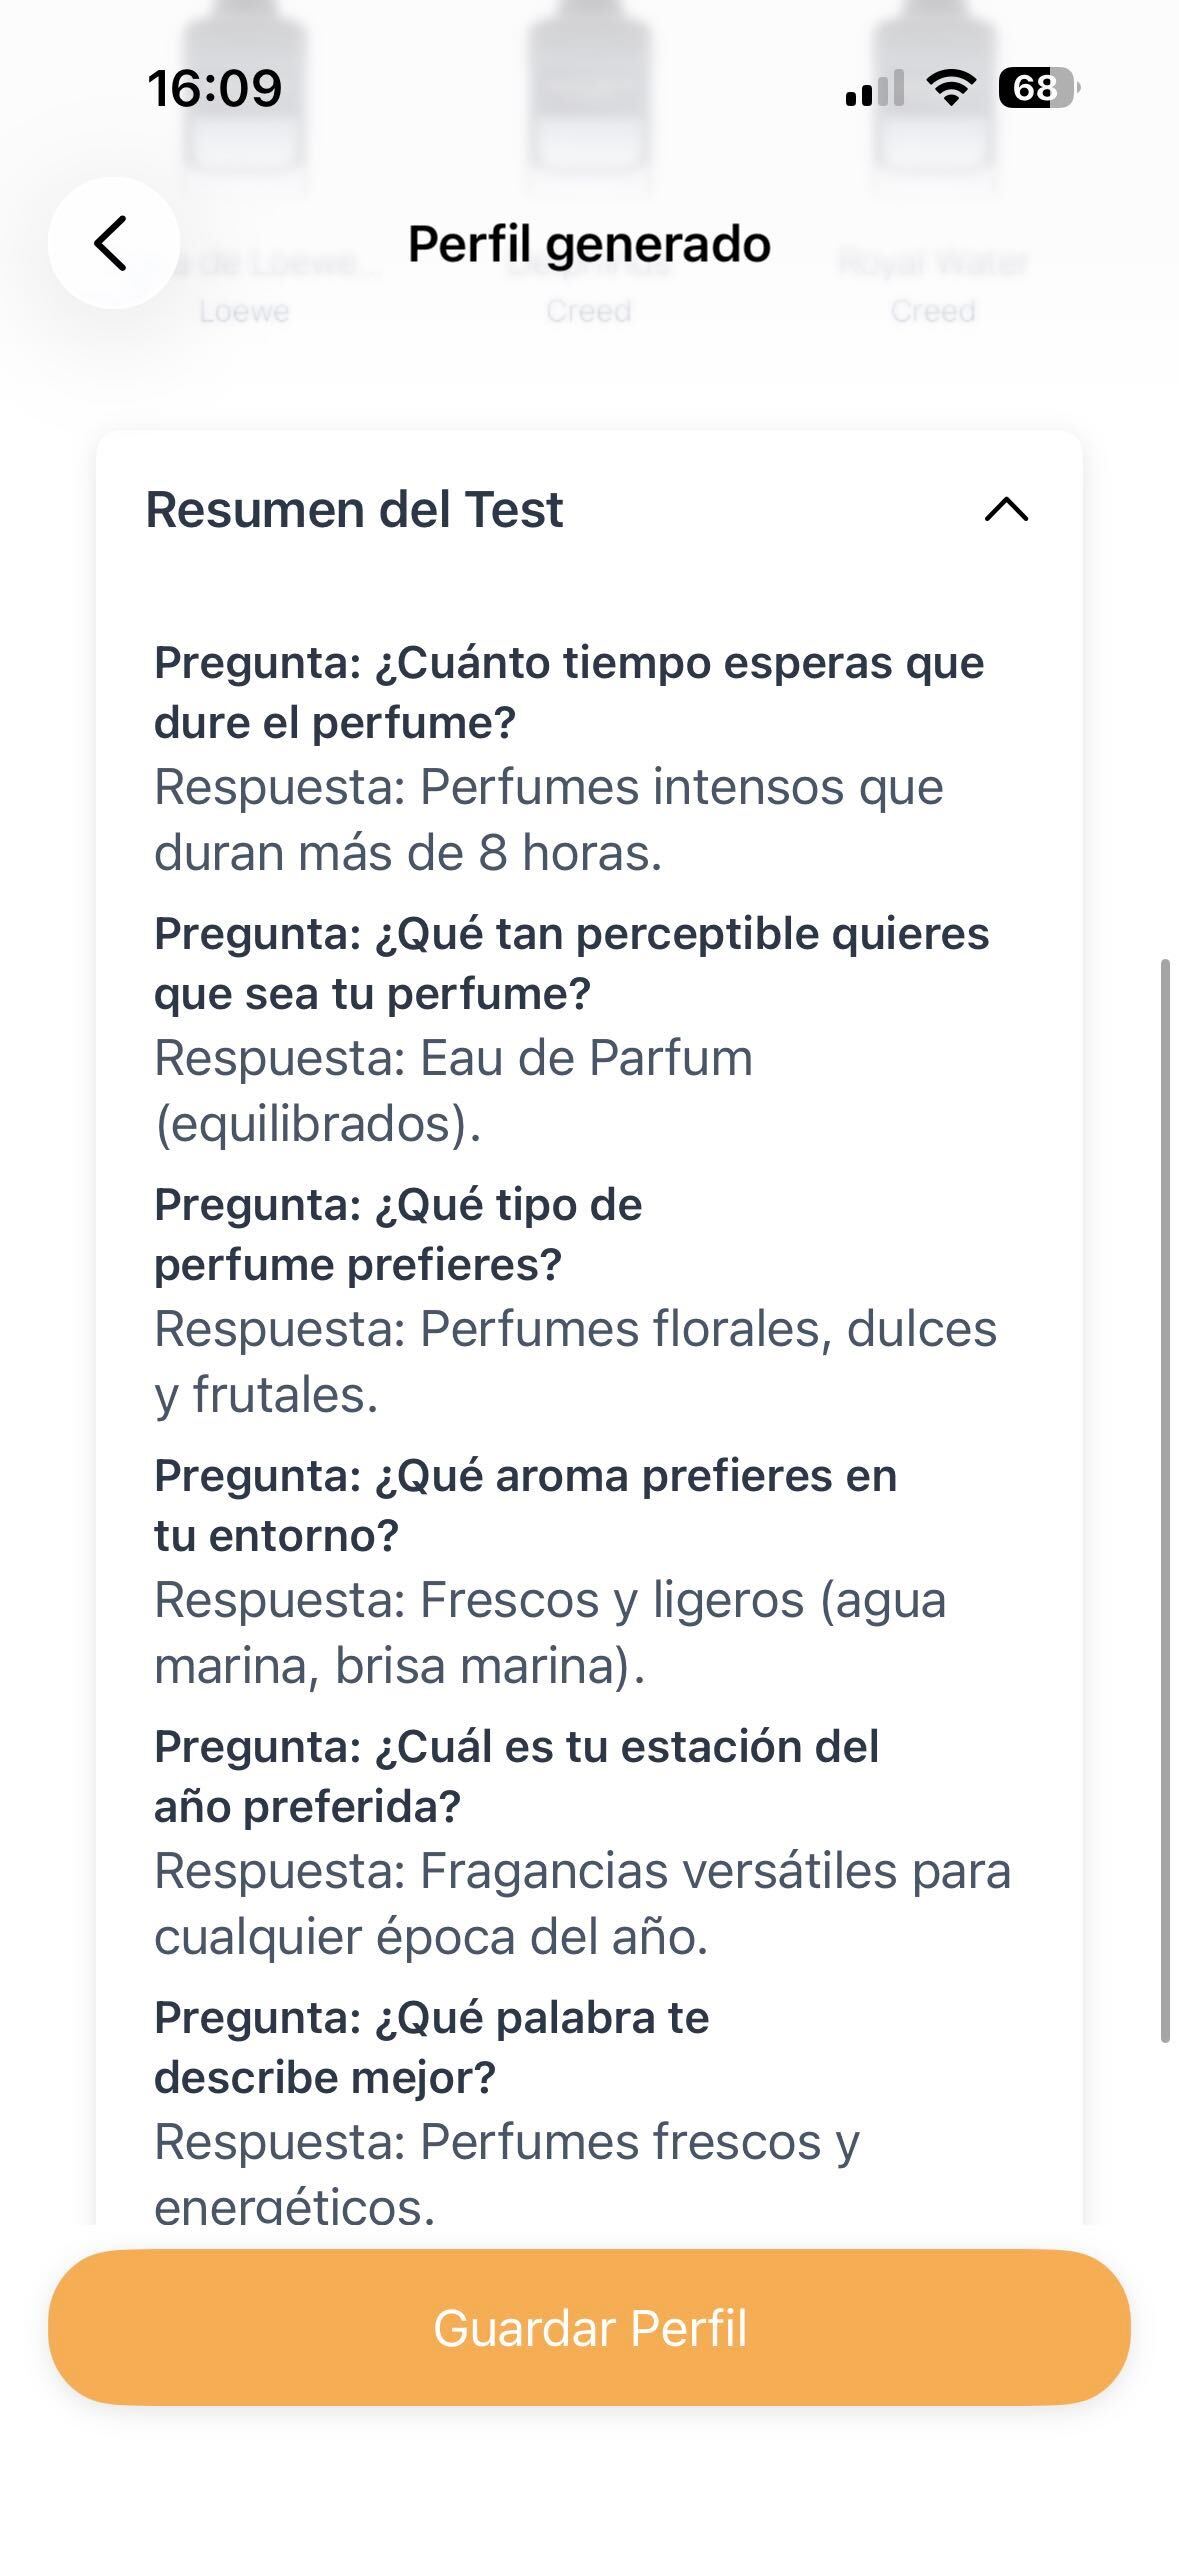 16:09
68
Perfil generado
de Loewe...
Delphinus
Royal Water
Loewe
Creed
Creed
Resumen del Test
Pregunta: ¿Cuánto tiempo esperas que
dure el perfume?
Respuesta: Perfumes intensos que
duran más de 8 horas.
Pregunta: ¿Qué tan perceptible quieres
que sea tu perfume?
Respuesta: Eau de Parfum
(equilibrados).
Pregunta: ¿Qué tipo de
perfume prefieres?
Respuesta: Perfumes florales, dulces
y frutales.
Pregunta: ¿Qué aroma prefieres en
tu entorno?
Respuesta: Frescos y ligeros (agua
marina, brisa marina).
Pregunta: ¿Cuál es tu estación del
año preferida?
Respuesta: Fragancias versátiles para
cualquier época del año.
Pregunta: ¿Qué palabra te
describe mejor?
Respuesta: Perfumes frescos y
energéticos.
Guardar Perfil